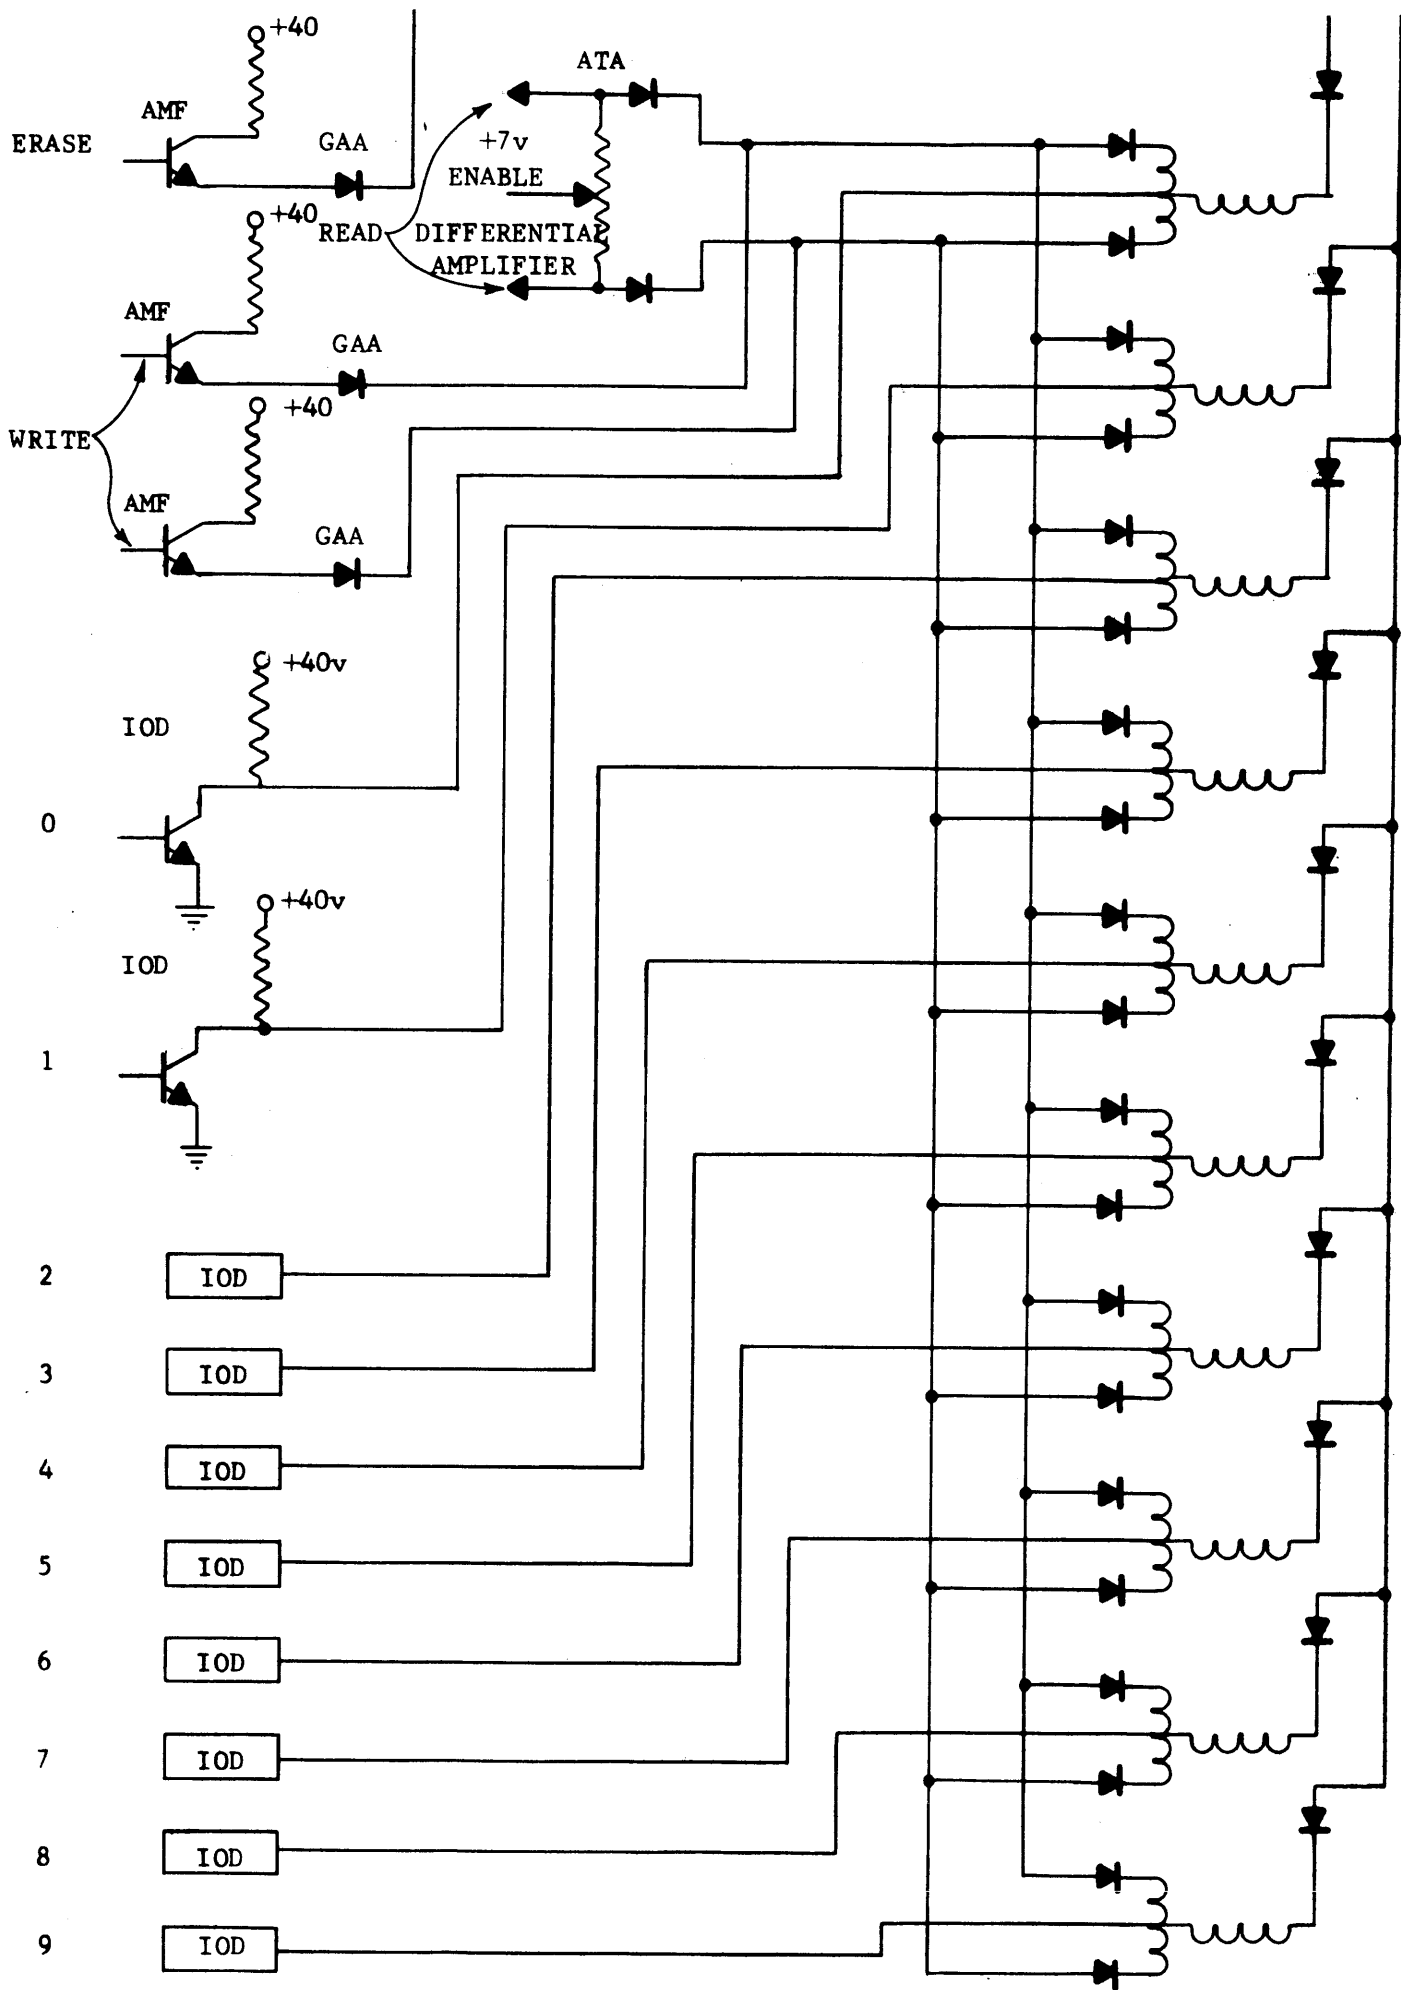 +40
ATA
AMF
ERASE
GAA
+7v
ENABLE
+40
READ
DIFFERENTIAL
AMPLIFIER
AMF
GAA
+40
WRITE
AMF
GAA
+40v
IOD
0
+40v
IOD
1
2 IOD
3 IOD
4 IOD
5 IOD
6 IOD
7 IOD
8 IOD
9 IOD